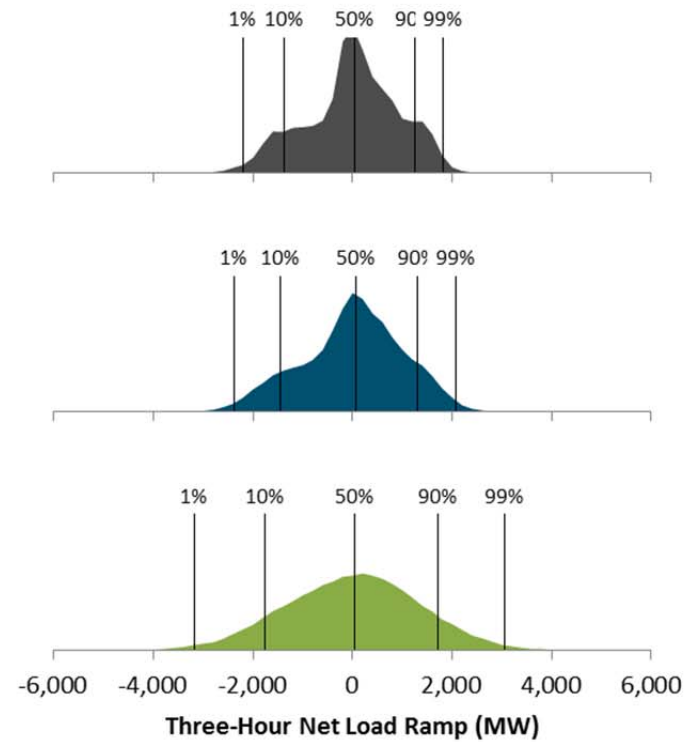 1% 10% 50% 90 99%
1% 10% 50% 90% 99%
1% 10% 50% 90% 99%
-6,000 -4,000 -2,000 0 2,000 4,000 6,000
Three-Hour Net Load Ramp (MW)